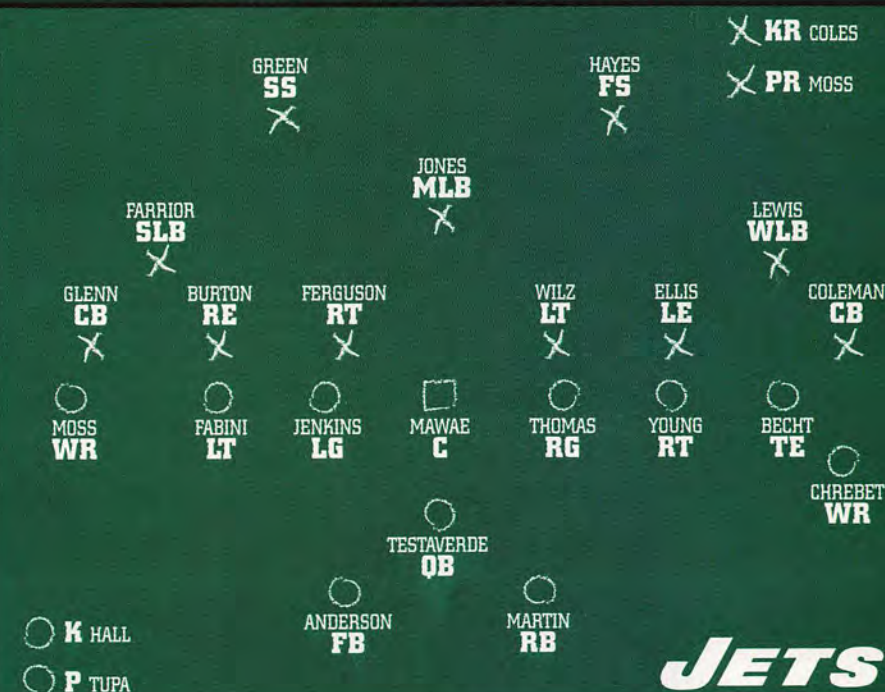 KR COLES
PR MOSS
GREEN
SS
HAYES
FS
JONES
MLB
FARRIOR
SLB
LEWIS
WLB
GLENN
CB
BURTON
RE
FERGUSON
RT
WILZ
LT
ELLIS
LE
COLEMAN
CB
MOSS
WR
FABINI
LT
JENKINS
LG
MAWAE
C
THOMAS
RG
YOUNG
RT
BECHT
TE
CHREBET
WR
TESTAVERDE
QB
ANDERSON
FB
MARTIN
RB
K HALL
P TUPA
JETS